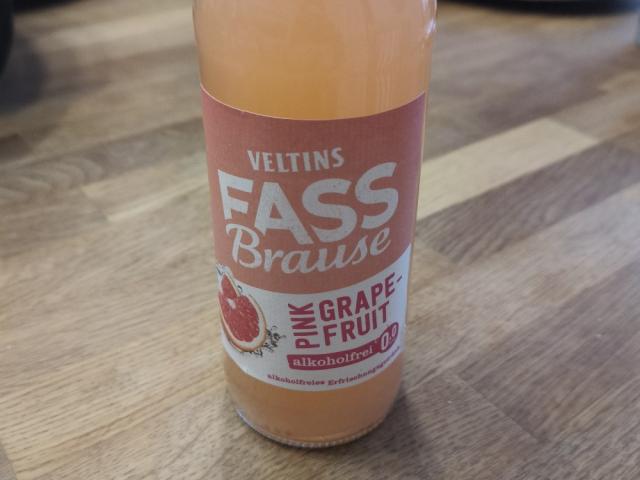 VELTINS
FASS
Brause
PINK
GRAPE-
FRUIT
alkoholfrei 0.0
alkoholfreies Erfrischungsgetränk